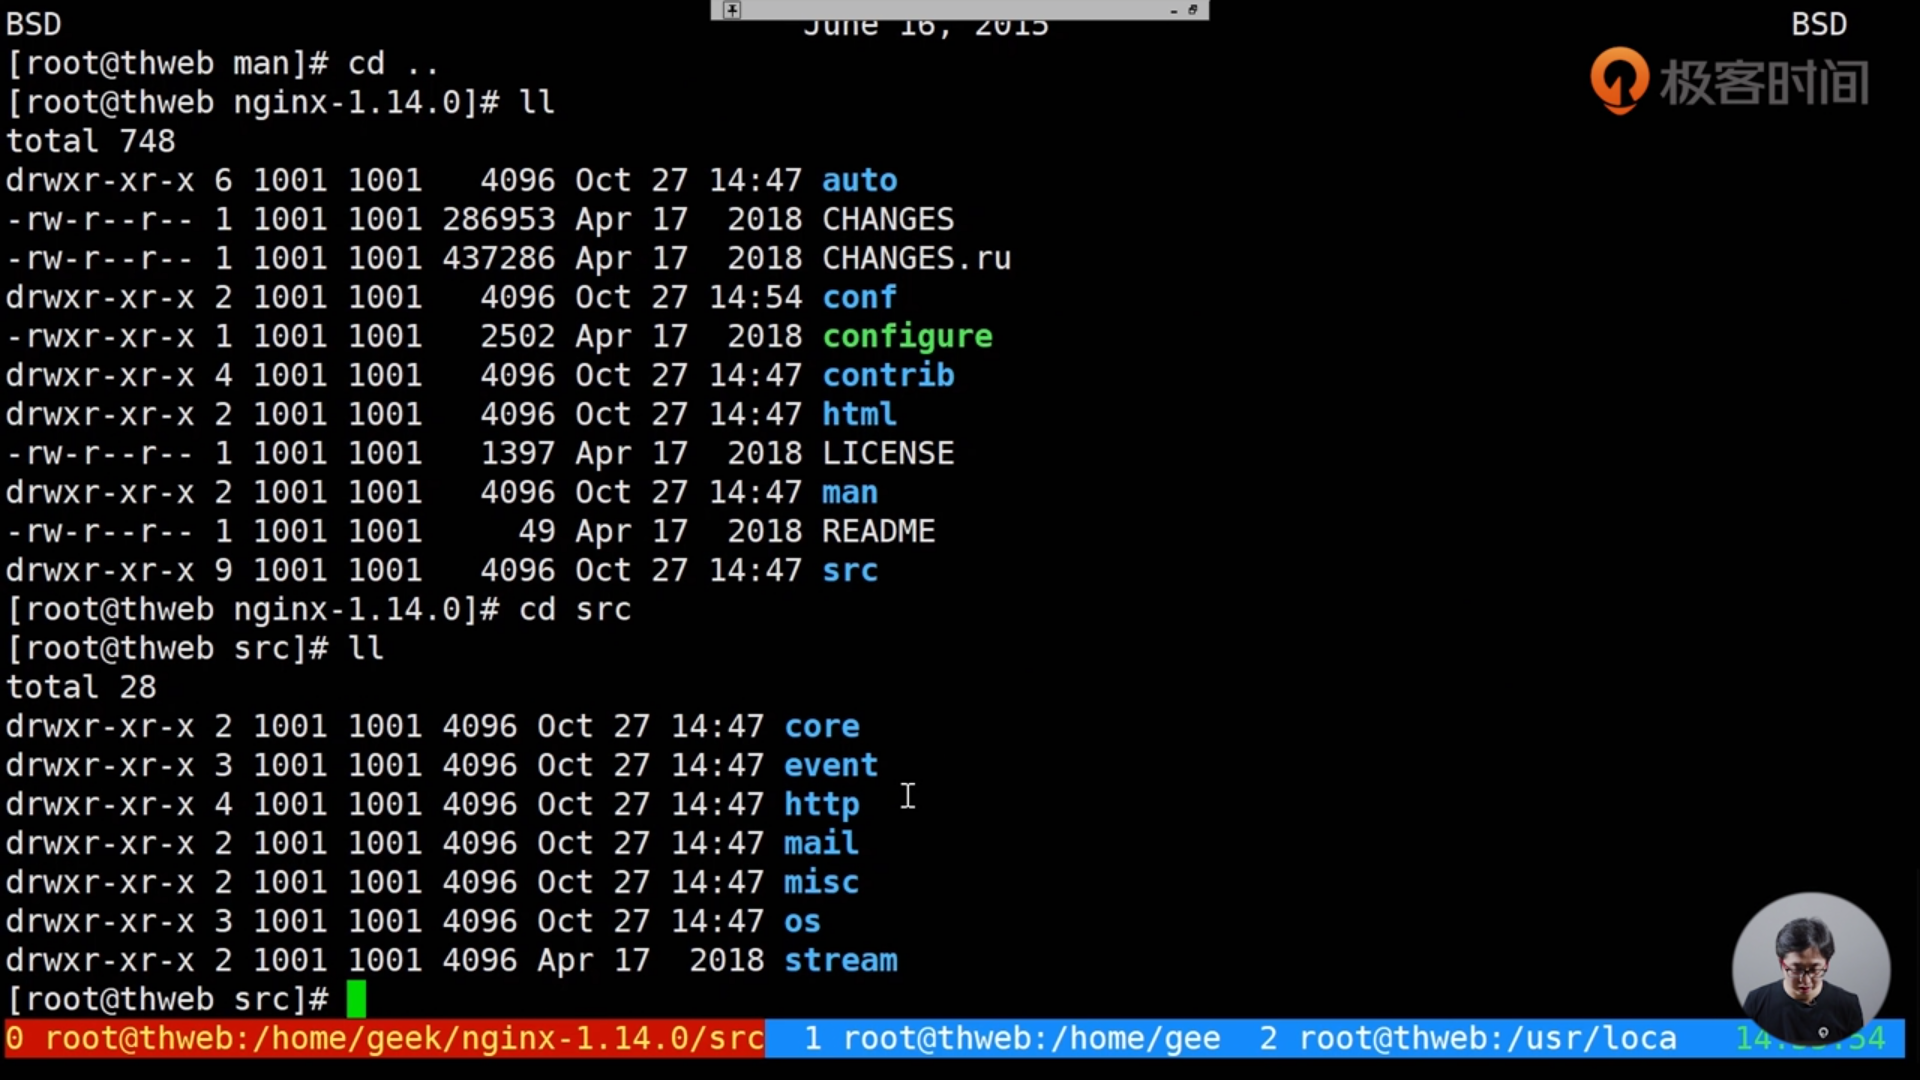 BSD June 16, 2015 BSD
[root@thweb man]# cd ..
极客时间
[root@thweb nginx-1.14.0]# ll
total 748
drwxr-xr-x 6 1001 1001   4096 Oct 27 14:47 auto
-rw-r--r-- 1 1001 1001 286953 Apr 17  2018 CHANGES
-rw-r--r-- 1 1001 1001 437286 Apr 17  2018 CHANGES.ru
drwxr-xr-x 2 1001 1001   4096 Oct 27 14:54 conf
-rwxr-xr-x 1 1001 1001   2502 Apr 17  2018 configure
drwxr-xr-x 4 1001 1001   4096 Oct 27 14:47 contrib
drwxr-xr-x 2 1001 1001   4096 Oct 27 14:47 html
-rw-r--r-- 1 1001 1001   1397 Apr 17  2018 LICENSE
drwxr-xr-x 2 1001 1001   4096 Oct 27 14:47 man
-rw-r--r-- 1 1001 1001     49 Apr 17  2018 README
drwxr-xr-x 9 1001 1001   4096 Oct 27 14:47 src
[root@thweb nginx-1.14.0]# cd src
[root@thweb src]# ll
total 28
drwxr-xr-x 2 1001 1001 4096 Oct 27 14:47 core
drwxr-xr-x 3 1001 1001 4096 Oct 27 14:47 event
drwxr-xr-x 4 1001 1001 4096 Oct 27 14:47 http
drwxr-xr-x 2 1001 1001 4096 Oct 27 14:47 mail
drwxr-xr-x 2 1001 1001 4096 Oct 27 14:47 misc
drwxr-xr-x 3 1001 1001 4096 Oct 27 14:47 os
drwxr-xr-x 2 1001 1001 4096 Apr 17  2018 stream
[root@thweb src]#
0 root@thweb:/home/geek/nginx-1.14.0/src 1 root@thweb:/home/gee 2 root@thweb:/usr/loca